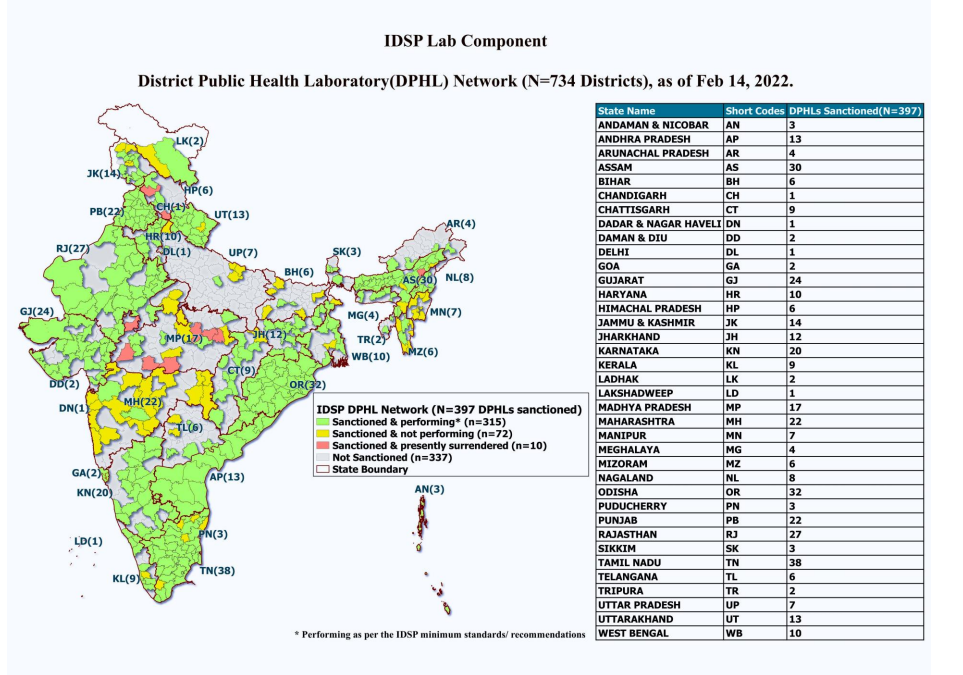 IDSP Lab Component
District Public Health Laboratory(DPHL) Network (N=734 Districts), as of Feb 14, 2022.
LK(2)
JK(14)
HP(6)
CH(1)
PB(22)
UT(13)
HR(10)
DL(1)
RJ(27)
UP(7)
SK(3)
AR(4)
BH(6)
AS(30)
NL(8)
GJ(24)
MG(4)
MN(7)
MP(17)
JH(12)
TR(2)
MZ(6)
WB(10)
CT(9)
DD(2)
OR(32)
DN(1)
MH(22)
TL(6)
GA(2)
AP(13)
KN(20)
AN(3)
PN(3)
LD(1)
KL(9)
TN(38)
IDSP DPHL Network (N=397 DPHLs sanctioned)
Sanctioned & performing* (n=315)
Sanctioned & not performing (n=72)
Sanctioned & presently surrendered (n=10)
Not Sanctioned (n=337)
State Boundary
* Performing as per the IDSP minimum standards/ recommendations
State Name Short Codes DPHLs Sanctioned(N=397)
ANDAMAN & NICOBAR AN 3
ANDHRA PRADESH AP 13
ARUNACHAL PRADESH AR 4
ASSAM AS 30
BIHAR BH 6
CHANDIGARH CH 1
CHATTISGARH CT 9
DADAR & NAGAR HAVELI DN 1
DAMAN & DIU DD 2
DELHI DL 1
GOA GA 2
GUJARAT GJ 24
HARYANA HR 10
HIMACHAL PRADESH HP 6
JAMMU & KASHMIR JK 14
JHARKHAND JH 12
KARNATAKA KN 20
KERALA KL 9
LADHAK LK 2
LAKSHADWEEP LD 1
MADHYA PRADESH MP 17
MAHARASHTRA MH 22
MANIPUR MN 7
MEGHALAYA MG 4
MIZORAM MZ 6
NAGALAND NL 8
ODISHA OR 32
PUDUCHERRY PN 3
PUNJAB PB 22
RAJASTHAN RJ 27
SIKKIM SK 3
TAMIL NADU TN 38
TELANGANA TL 6
TRIPURA TR 2
UTTAR PRADESH UP 7
UTTARAKHAND UT 13
WEST BENGAL WB 10